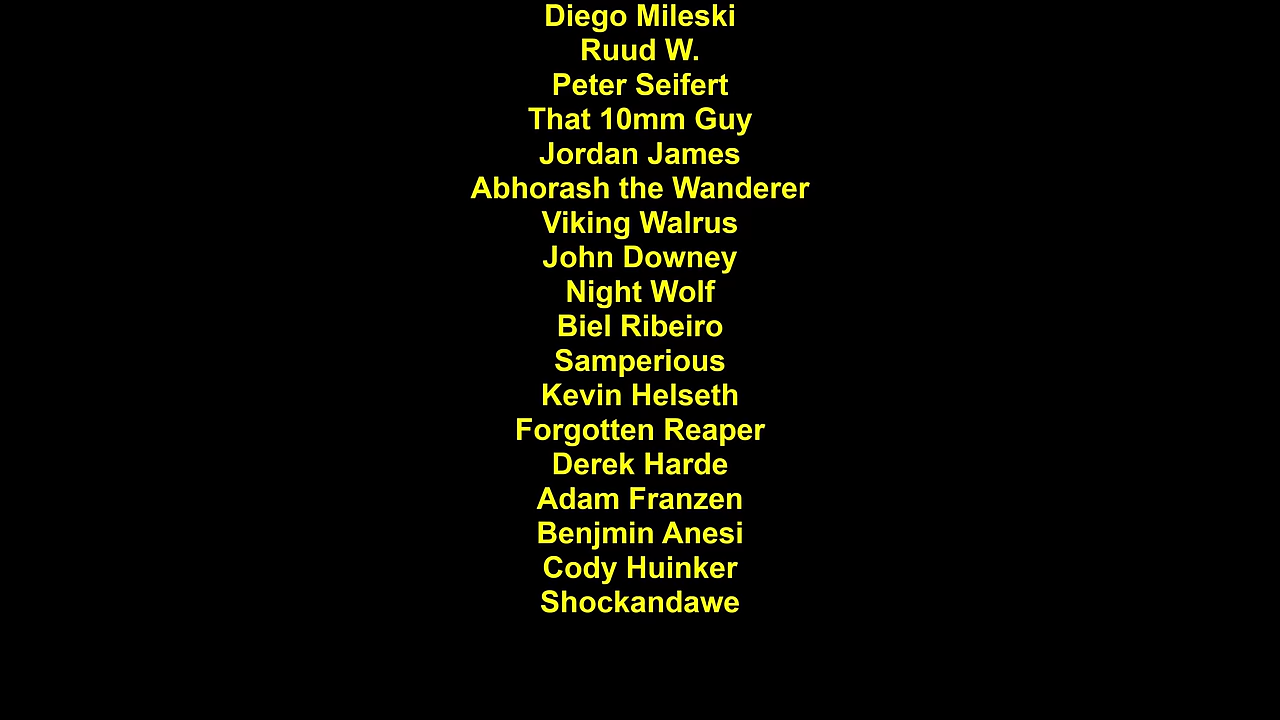 Diego Mileski
Ruud W.
Peter Seifert
That 10mm Guy
Jordan James
Abhorash the Wanderer
Viking Walrus
John Downey
Night Wolf
Biel Ribeiro
Samperious
Kevin Helseth
Forgotten Reaper
Derek Harde
Adam Franzen
Benjmin Anesi
Cody Huinker
Shockandawe